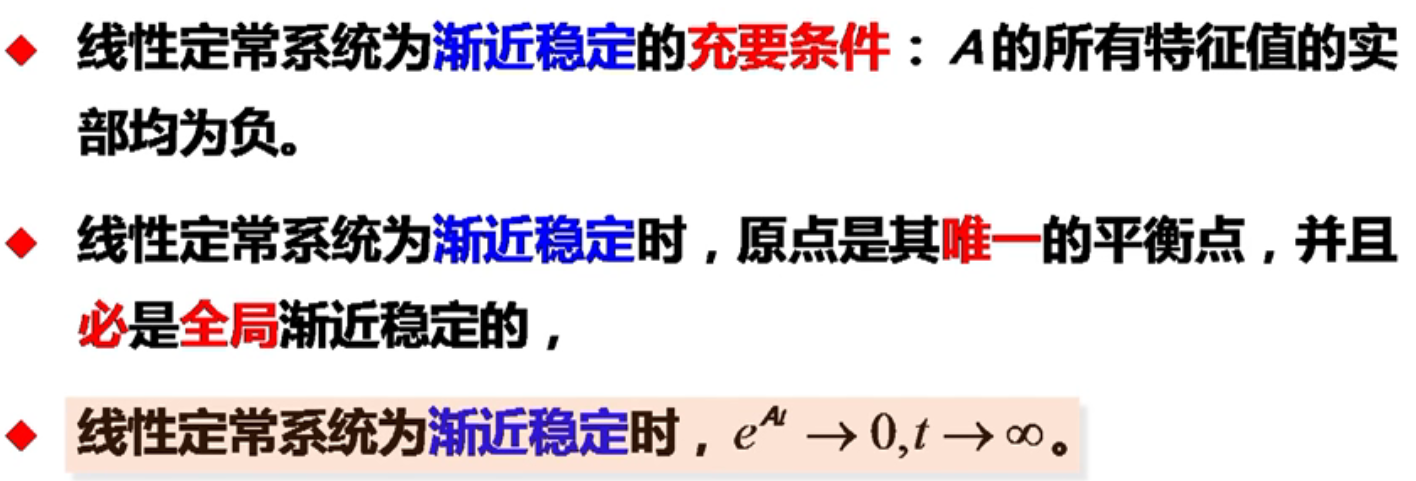 线性定常系统为渐近稳定的充要条件：A的所有特征值的实
部均为负。
线性定常系统为渐近稳定时，原点是其唯一的平衡点，并且
必是全局渐近稳定的，
线性定常系统为渐近稳定时，e^{At} → 0, t → ∞。